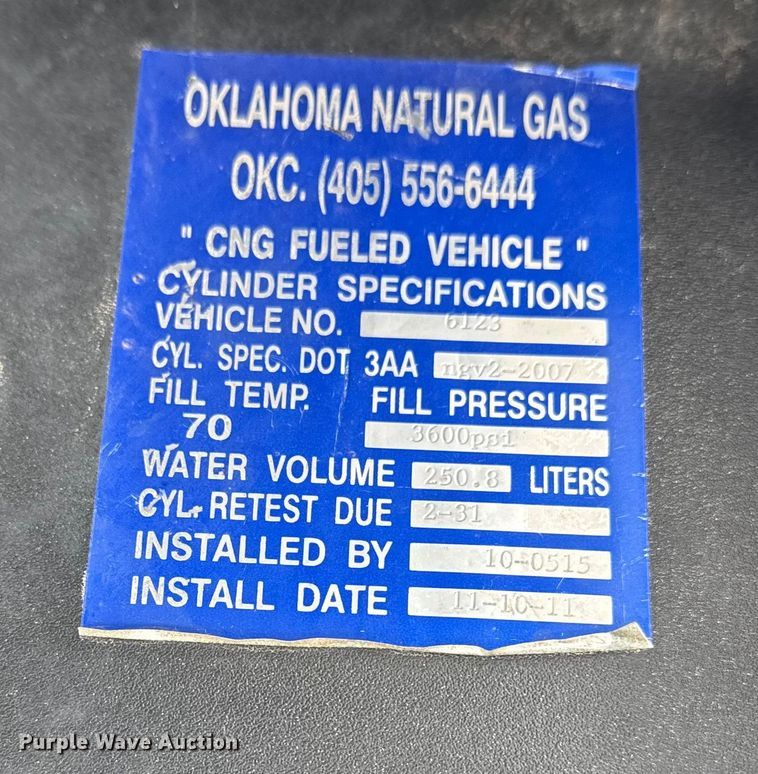 OKLAHOMA NATURAL GAS
OKC. (405) 556-6444
" CNG FUELED VEHICLE "
CYLINDER SPECIFICATIONS
VEHICLE NO. 6123
CYL. SPEC. DOT 3AA ngv2-2007
FILL TEMP. FILL PRESSURE
70 3600psi
WATER VOLUME 250.8 LITERS
CYL. RETEST DUE 2-31
INSTALLED BY 10-0515
INSTALL DATE 11-10-11
Purple Wave Auction